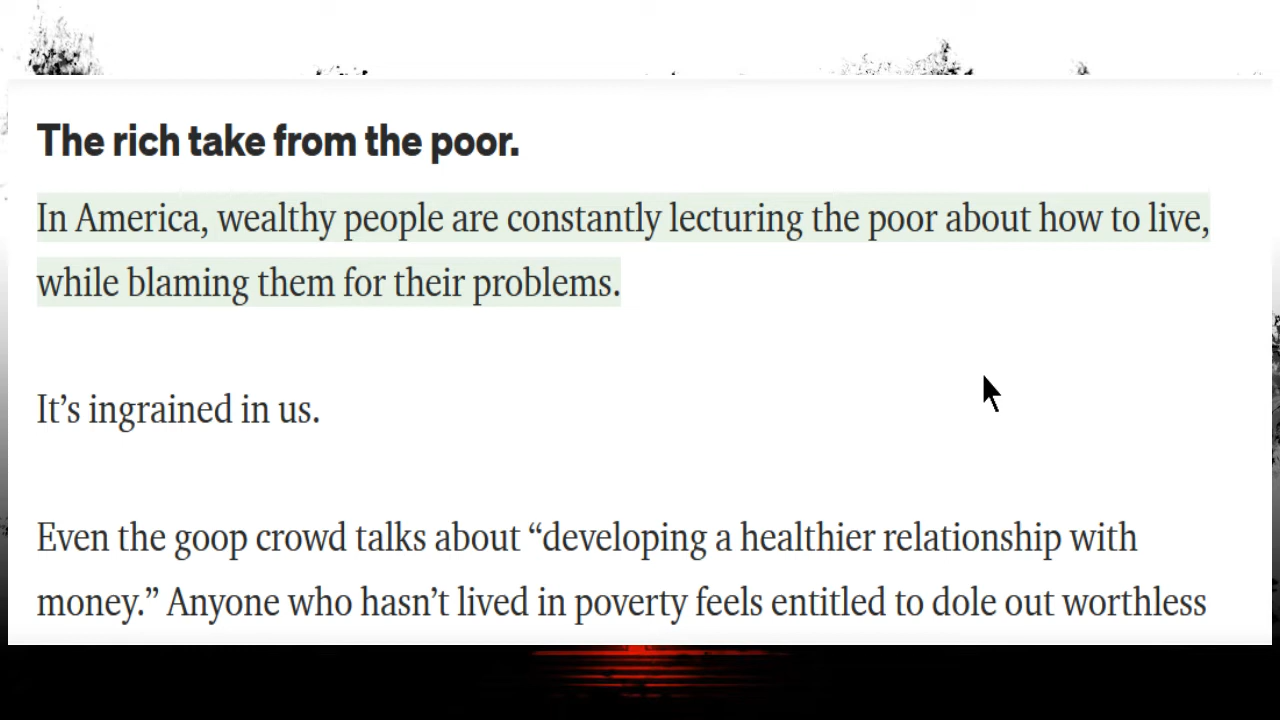 The rich take from the poor.
In America, wealthy people are constantly lecturing the poor about how to live,
while blaming them for their problems.
It’s ingrained in us.
Even the goop crowd talks about “developing a healthier relationship with
money.” Anyone who hasn’t lived in poverty feels entitled to dole out worthless